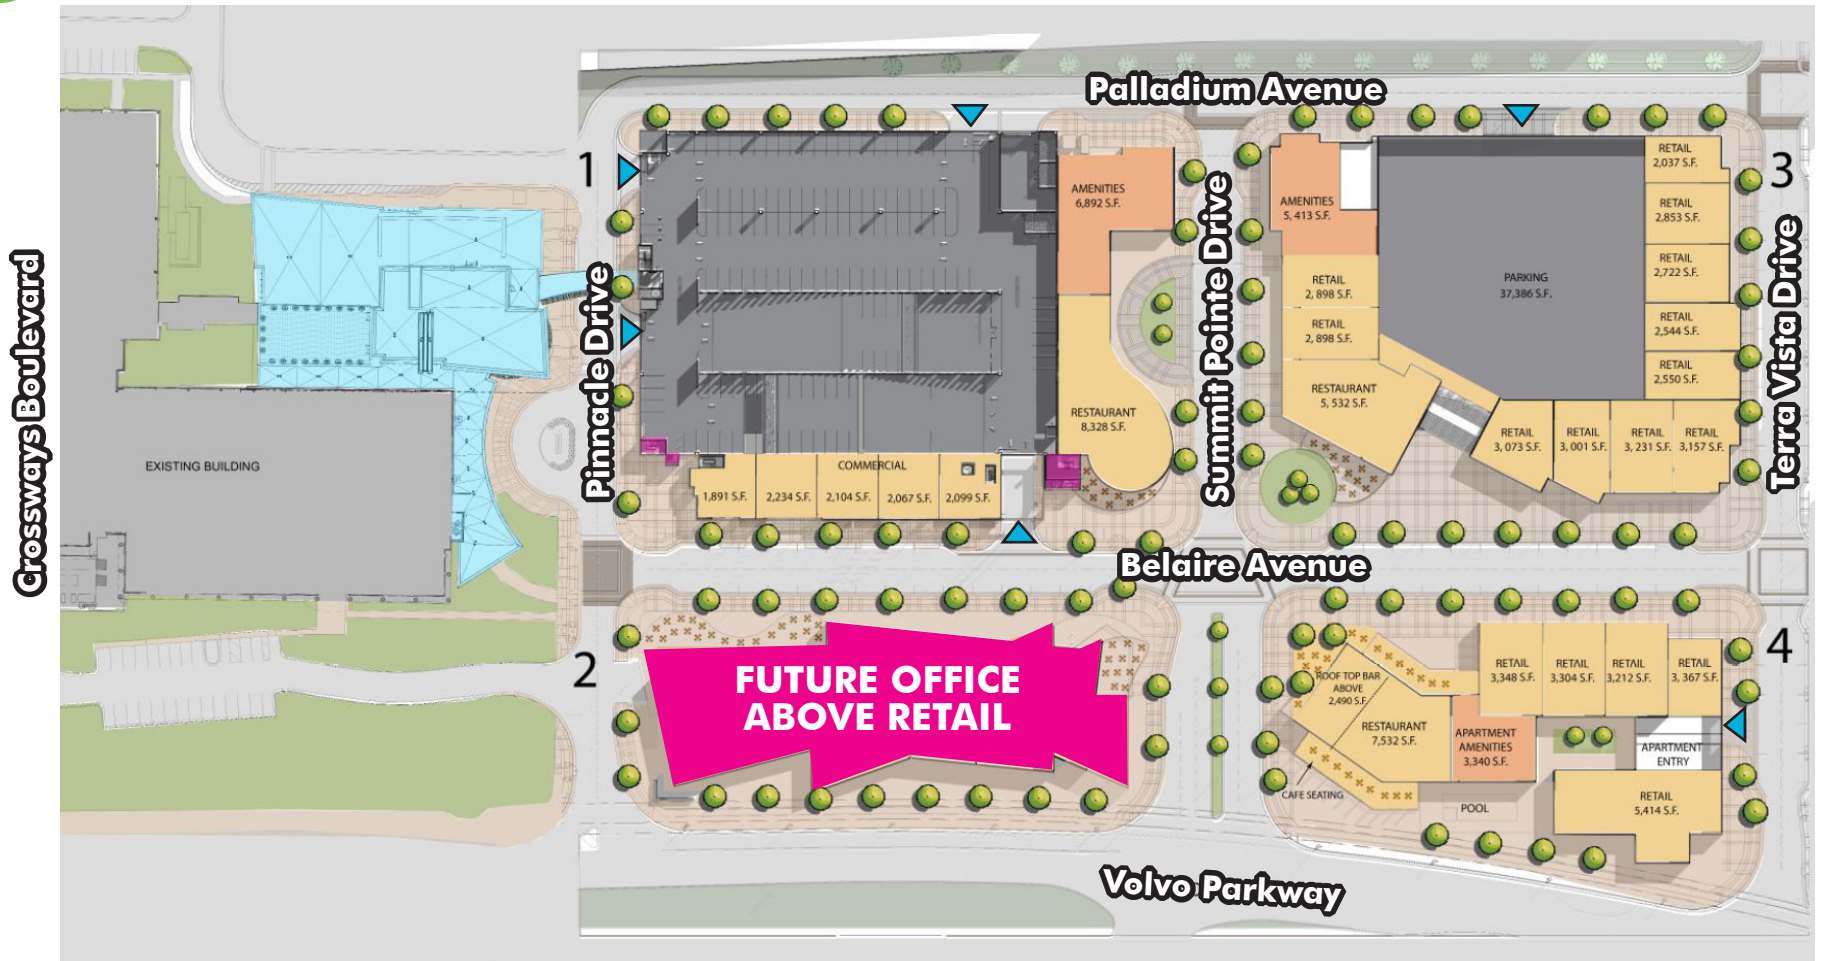 Palladium Avenue
1
3
AMENITIES
6,892 S.F.
AMENITIES
5, 413 S.F.
RETAIL
2,037 S.F.
RETAIL
2,853 S.F.
RETAIL
2,722 S.F.
RETAIL
2,544 S.F.
RETAIL
2,550 S.F.
PARKING
37,386 S.F.
RETAIL
2, 898 S.F.
RETAIL
2, 898 S.F.
RESTAURANT
5, 532 S.F.
RESTAURANT
8,328 S.F.
RETAIL
3, 073 S.F.
RETAIL
3, 001 S.F.
RETAIL
3, 231 S.F.
RETAIL
3,157 S.F.
Crossways Boulevard
Pinnacle Drive
Summit Pointe Drive
Terra Vista Drive
EXISTING BUILDING
COMMERCIAL
1,891 S.F.
2,234 S.F.
2,104 S.F.
2,067 S.F.
2,099 S.F.
Belaire Avenue
2
4
FUTURE OFFICE
ABOVE RETAIL
ROOF TOP BAR
ABOVE
2,490 S.F.
RESTAURANT
7,532 S.F.
RETAIL
3,348 S.F.
RETAIL
3,304 S.F.
RETAIL
3,212 S.F.
RETAIL
3, 367 S.F.
APARTMENT
AMENITIES
3,340 S.F.
APARTMENT
ENTRY
CAFE SEATING
POOL
RETAIL
5,414 S.F.
Volvo Parkway